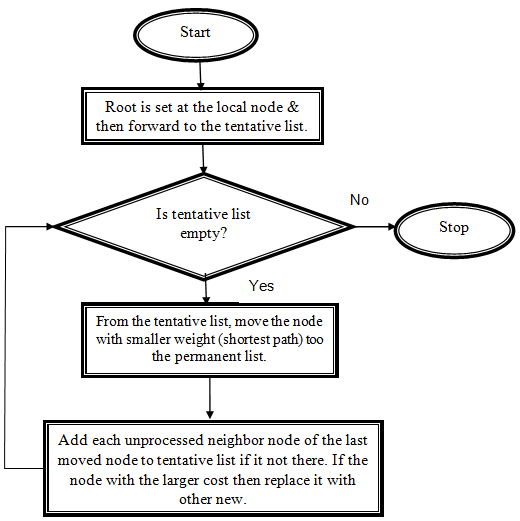 Start
Root is set at the local node &
then forward to the tentative list.
Is tentative list
empty?
No
Stop
Yes
From the tentative list, move the node
with smaller weight (shortest path) too
the permanent list.
Add each unprocessed neighbor node of the last
moved node to tentative list if it not there. If the
node with the larger cost then replace it with
other new.